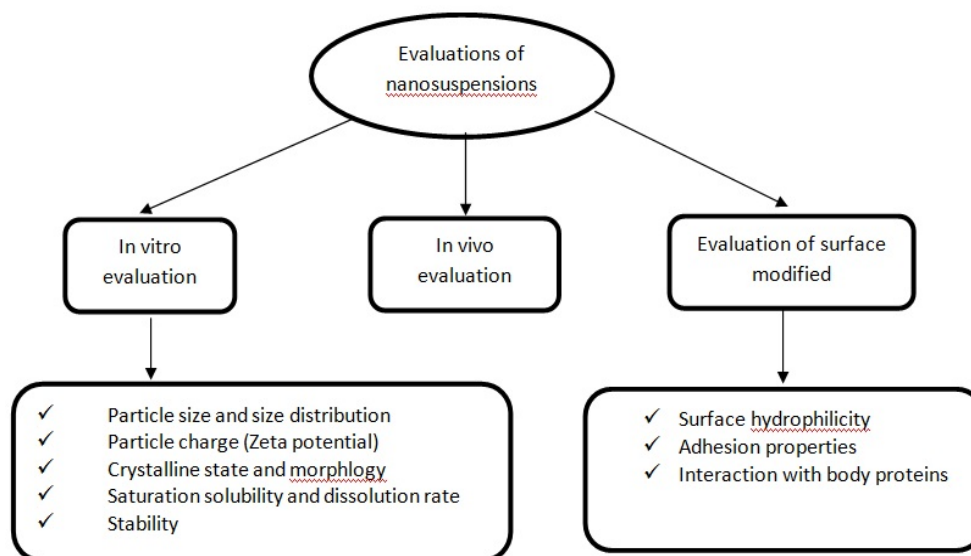 Evaluations of
nanosuspensions
In vitro
evaluation
In vivo
evaluation
Evaluation of surface
modified
✓ Particle size and size distribution
✓ Particle charge (Zeta potential)
✓ Crystalline state and morphlogy
✓ Saturation solubility and dissolution rate
✓ Stability
✓ Surface hydrophilicity
✓ Adhesion properties
✓ Interaction with body proteins